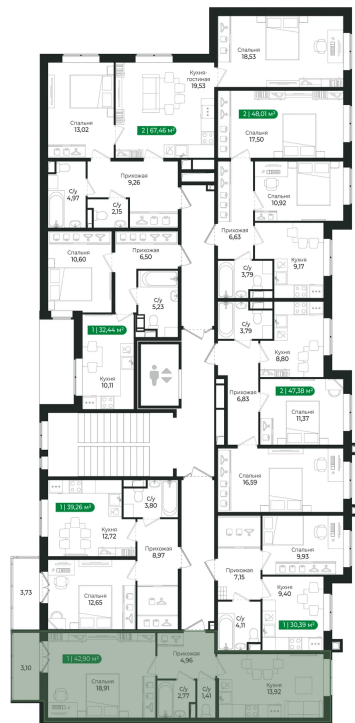 Спальня
18,53
Кухня-
гостиная
19,53
Спальня
13,02
2 | 67,46 м²
2 | 48,01 м²
Спальня
17,50
Прихожая
9,26
С/у
4,97
С/у
2,15
Спальня
10,92
Прихожая
6,63
Прихожая
6,50
Спальня
10,60
С/у
3,79
Кухня
9,17
С/у
5,23
С/у
3,79
1 | 32,44 м²
Кухня
8,80
Кухня
10,11
Прихожая
6,83
2 | 47,38 м²
Спальня
11,37
Спальня
16,59
1 | 39,26 м²
С/у
3,80
Кухня
12,72
Прихожая
8,97
Спальня
9,93
Прихожая
7,15
Кухня
9,40
3,73
Спальня
12,65
С/у
4,11
1 | 30,39 м²
3,10
1 | 42,90 м²
Прихожая
4,96
Спальня
18,91
С/у
2,77
С/у
1,41
Кухня
13,92